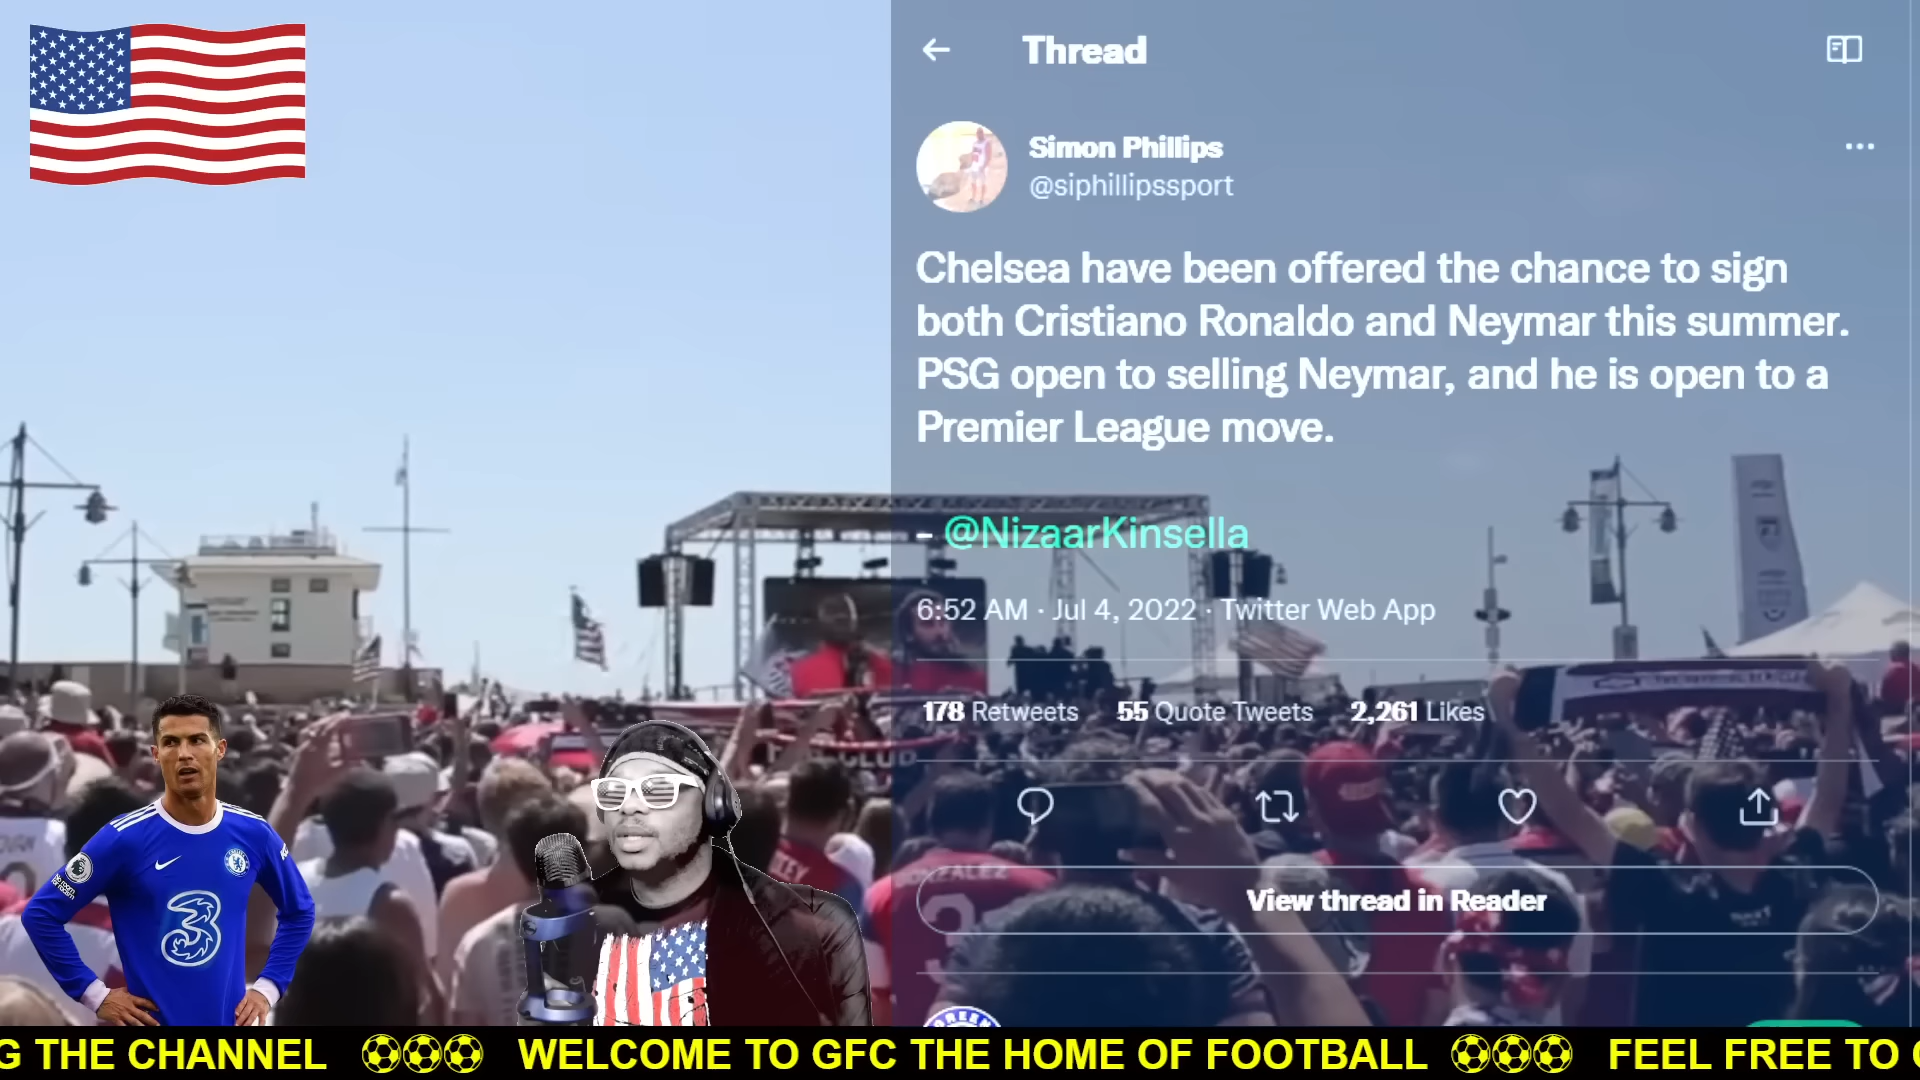 Thread
Simon Phillips
@siphillipssport
Chelsea have been offered the chance to sign
both Cristiano Ronaldo and Neymar this summer.
PSG open to selling Neymar, and he is open to a
Premier League move.
- @NizaarKinsella
6:52 AM · Jul 4, 2022 · Twitter Web App
178 Retweets 55 Quote Tweets 2,261 Likes
CLUB
GONZALEZ
View thread in Reader
3
G THE CHANNEL ⚽⚽⚽ WELCOME TO GFC THE HOME OF FOOTBALL ⚽⚽⚽ FEEL FREE TO